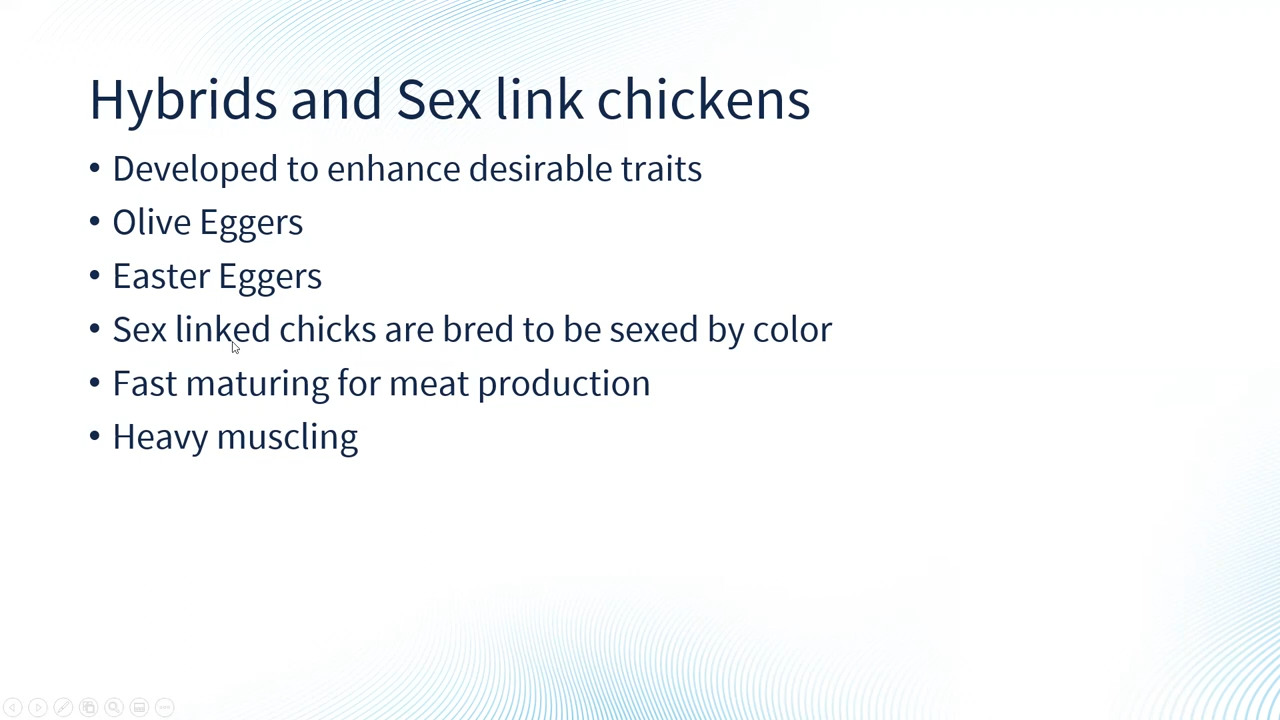 Hybrids and Sex link chickens
• Developed to enhance desirable traits
• Olive Eggers
• Easter Eggers
• Sex linked chicks are bred to be sexed by color
• Fast maturing for meat production
• Heavy muscling